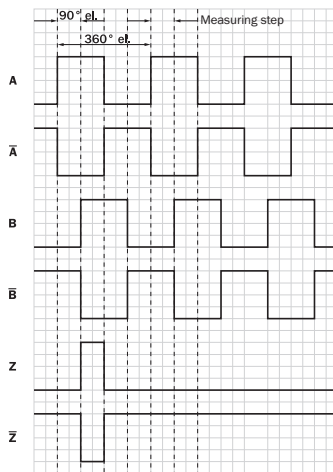 90° el.
Measuring step
360° el.
A
A̅
B
B̅
Z
Z̅